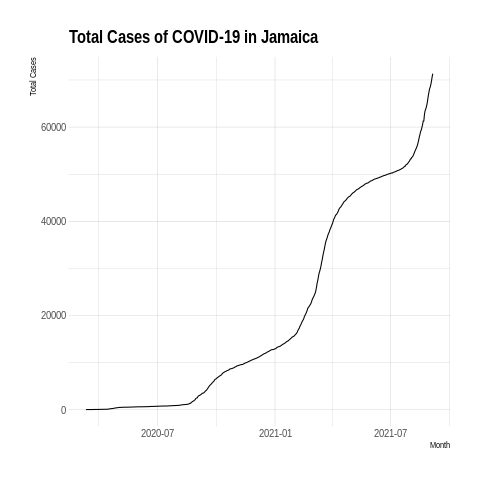 Total Cases of COVID-19 in Jamaica
Total Cases
60000
40000
20000
0
2020-07 2021-01 2021-07
Month